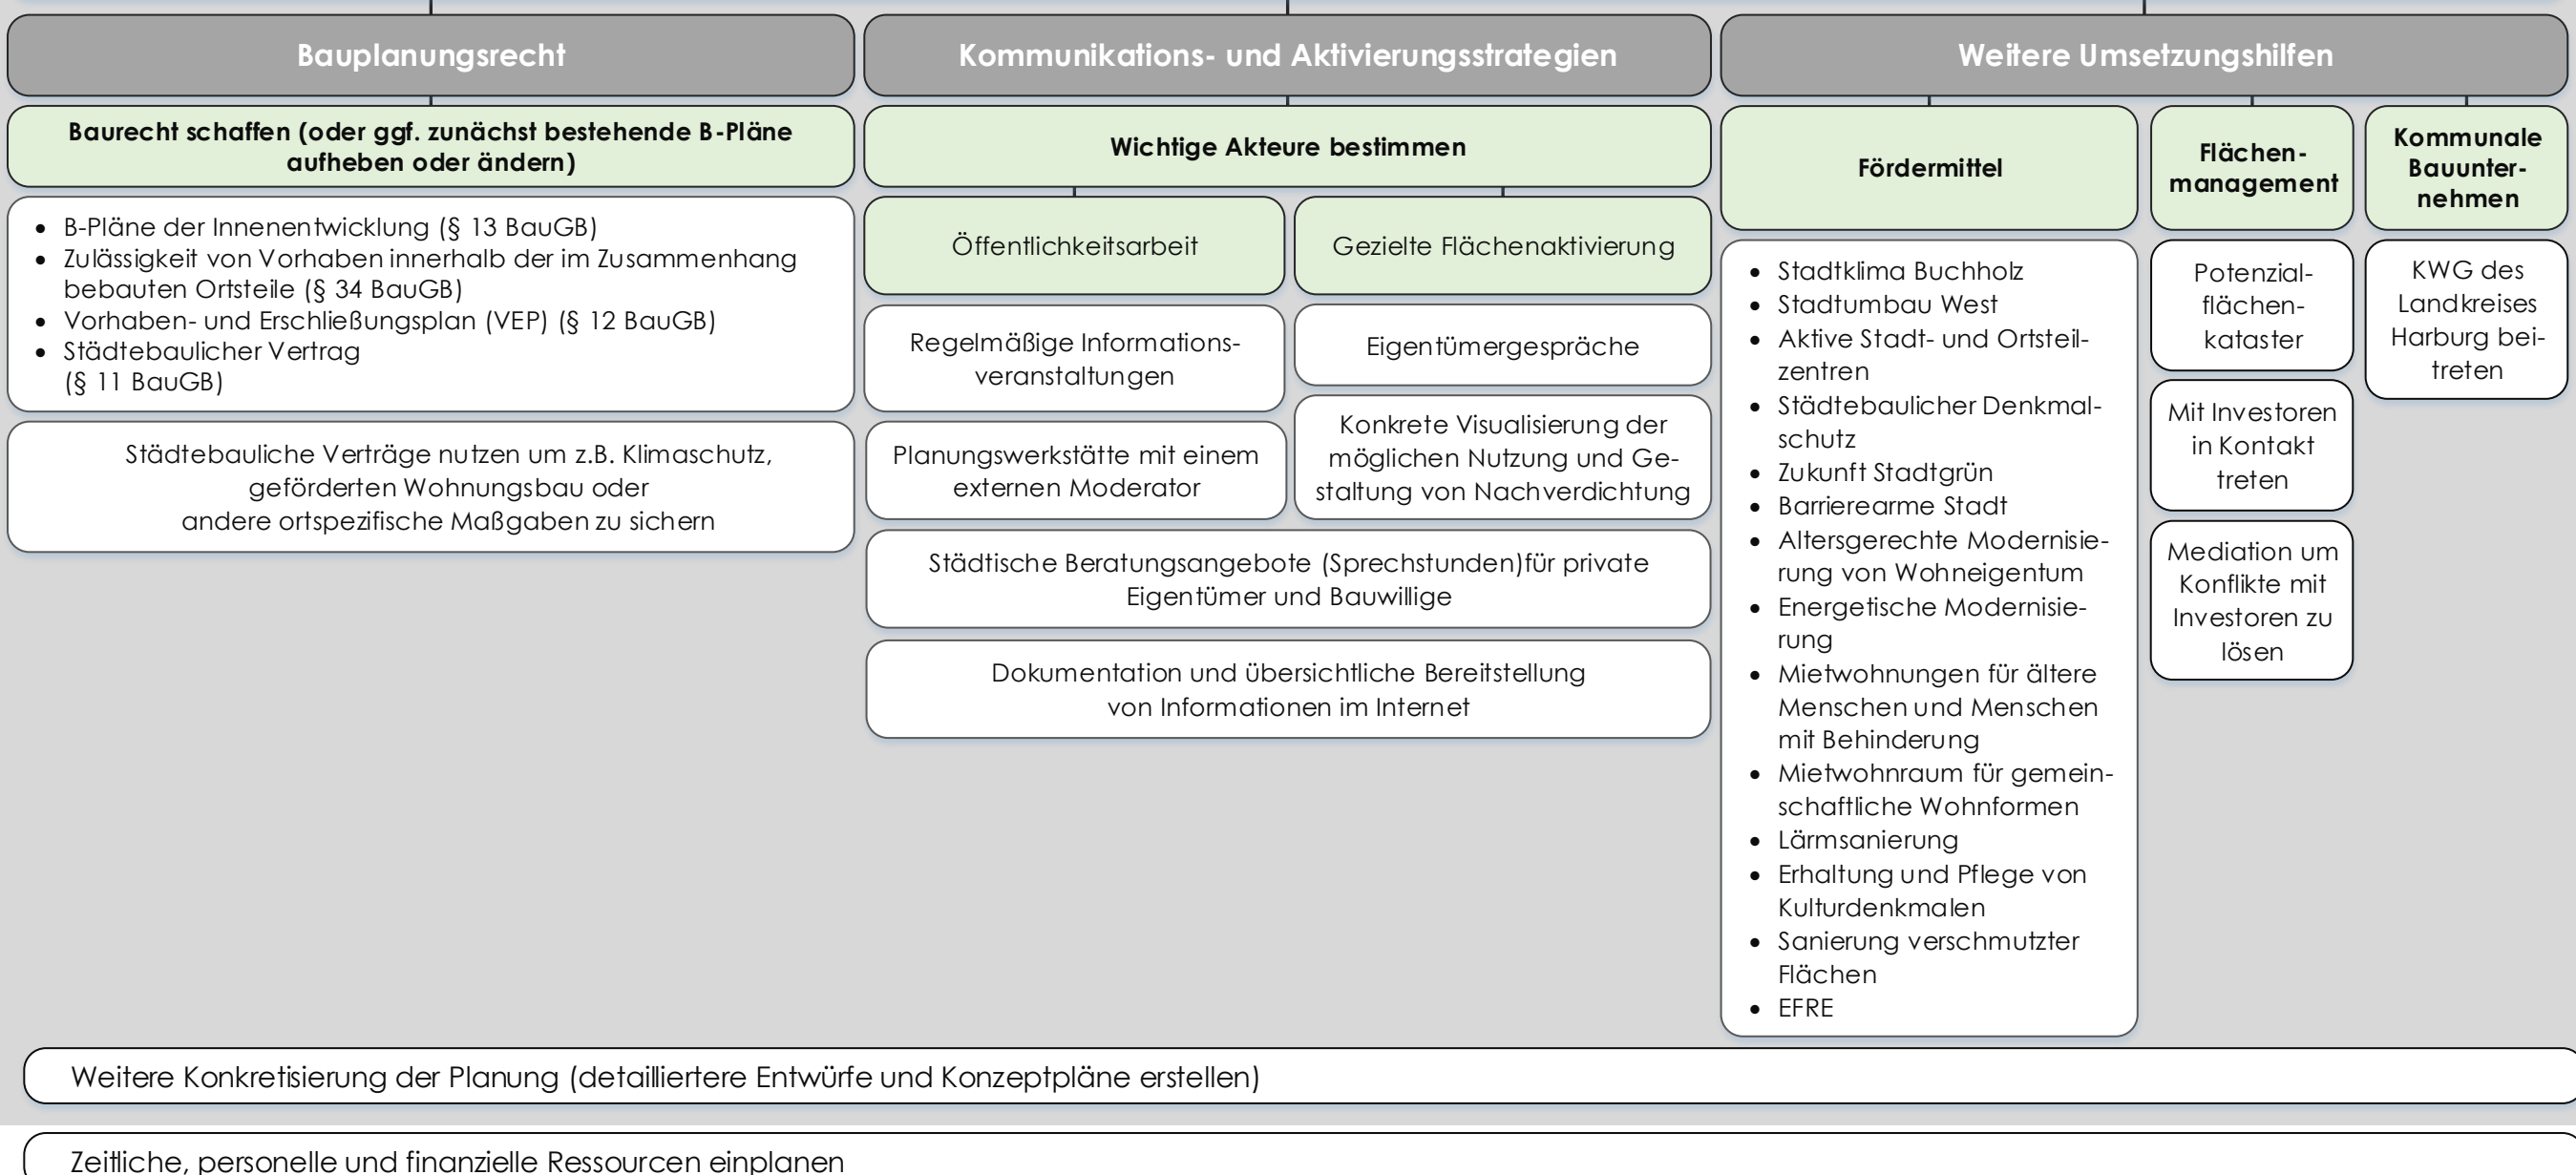 Bauplanungsrecht
Baurecht schaffen (oder ggf. zunächst bestehende B-Pläne
aufheben oder ändern)
• B-Pläne der Innenentwicklung (§ 13 BauGB)
• Zulässigkeit von Vorhaben innerhalb der im Zusammenhang
bebauten Ortsteile (§ 34 BauGB)
• Vorhaben- und Erschließungsplan (VEP) (§ 12 BauGB)
• Städtebaulicher Vertrag
(§ 11 BauGB)
Städtebauliche Verträge nutzen um z.B. Klimaschutz,
geförderten Wohnungsbau oder
andere ortspezifische Maßgaben zu sichern
Kommunikations- und Aktivierungsstrategien
Wichtige Akteure bestimmen
Öffentlichkeitsarbeit
Regelmäßige Informations-
veranstaltungen
Planungswerkstätte mit einem
externen Moderator
Gezielte Flächenaktivierung
Eigentümergespräche
Konkrete Visualisierung der
möglichen Nutzung und Ge-
staltung von Nachverdichtung
Städtische Beratungsangebote (Sprechstunden)für private
Eigentümer und Bauwillige
Dokumentation und übersichtliche Bereitstellung
von Informationen im Internet
Weitere Umsetzungshilfen
Fördermittel
• Stadtklima Buchholz
• Stadtumbau West
• Aktive Stadt- und Ortsteil-
zentren
• Städtebaulicher Denkmal-
schutz
• Zukunft Stadtgrün
• Barrierearme Stadt
• Altersgerechte Modernisie-
rung von Wohneigentum
• Energetische Modernisie-
rung
• Mietwohnungen für ältere
Menschen und Menschen
mit Behinderung
• Mietwohnraum für gemein-
schaftliche Wohnformen
• Lärmsanierung
• Erhaltung und Pflege von
Kulturdenkmalen
• Sanierung verschmutzter
Flächen
• EFRE
Flächen-
management
Potenzial-
flächen-
kataster
Mit Investoren
in Kontakt
treten
Mediation um
Konflikte mit
Investoren zu
lösen
Kommunale
Bauunter-
nehmen
KWG des
Landkreises
Harburg bei-
treten
Weitere Konkretisierung der Planung (detailliertere Entwürfe und Konzeptpläne erstellen)
Zeitliche, personelle und finanzielle Ressourcen einplanen